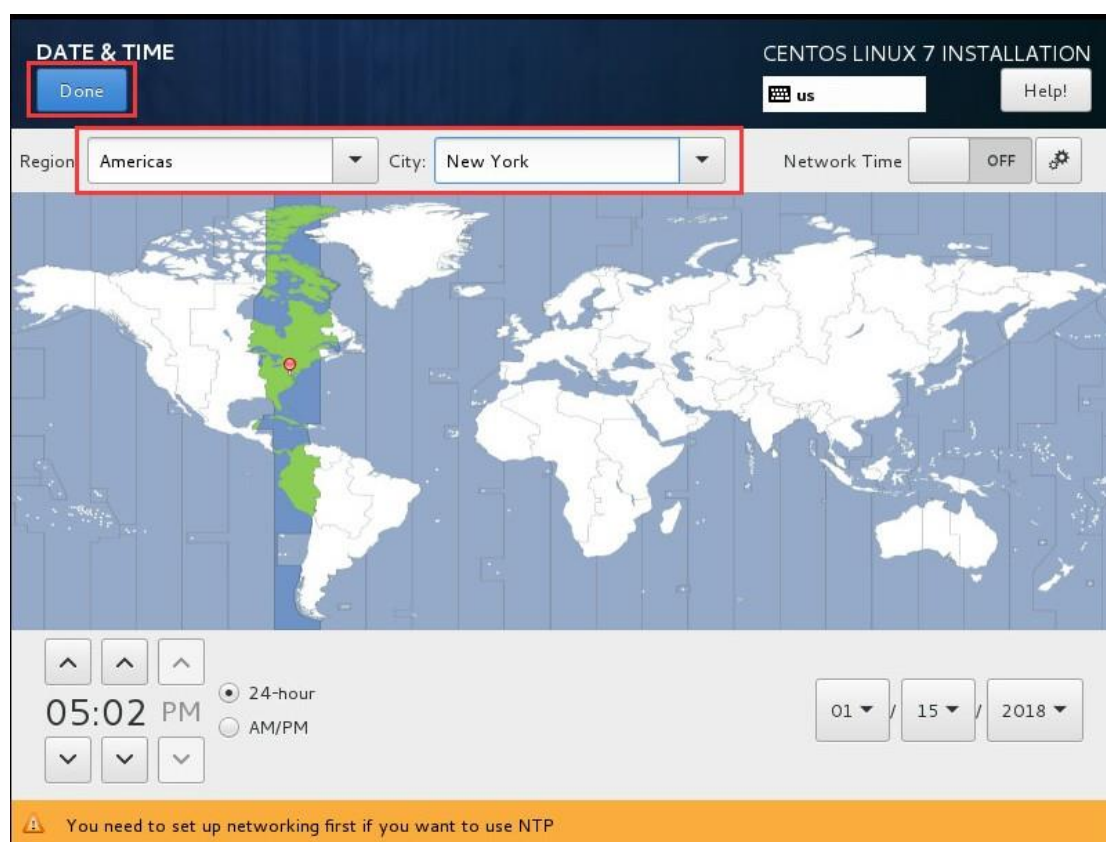 DATE & TIME
CENTOS LINUX 7 INSTALLATION
Done
us
Help!
Region
Americas
City:
New York
Network Time
OFF
05:02 PM
24-hour
AM/PM
01 / 15 / 2018
You need to set up networking first if you want to use NTP